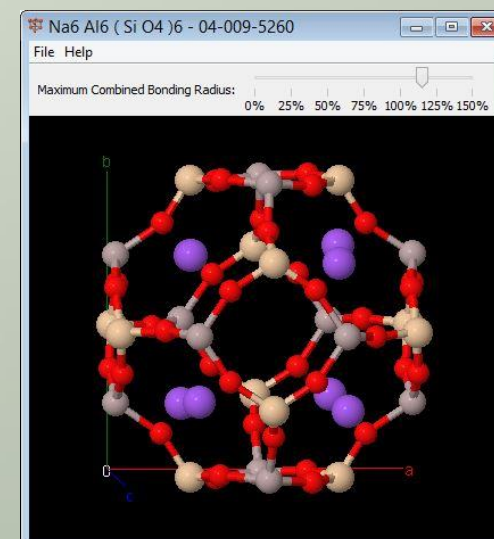 Na6 Al6 ( Si O4 )6 - 04-009-5260
File Help
Maximum Combined Bonding Radius:
0% 25% 50% 75% 100% 125% 150%
b
0
a
c